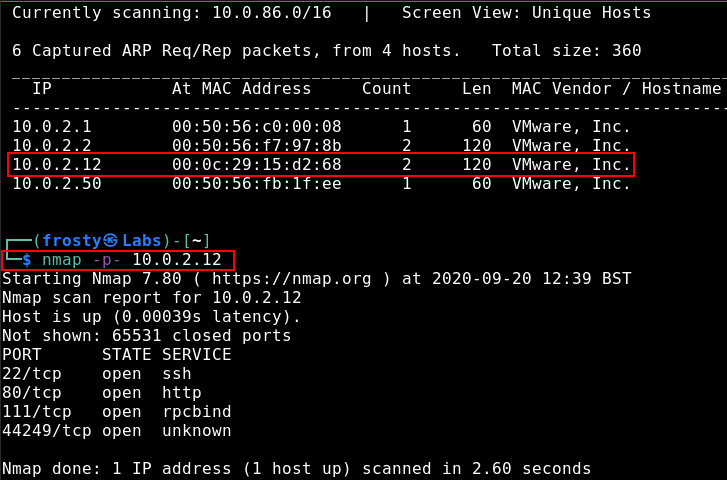 Currently scanning: 10.0.86.0/16   |   Screen View: Unique Hosts
6 Captured ARP Req/Rep packets, from 4 hosts.   Total size: 360
_____________________________________________________________________________
IP            At MAC Address     Count     Len  MAC Vendor / Hostname
-----------------------------------------------------------------------------
10.0.2.1        00:50:56:c0:00:08      1      60  VMware, Inc.
10.0.2.2        00:50:56:f7:97:8b      2     120  VMware, Inc.
10.0.2.12       00:0c:29:15:d2:68      2     120  VMware, Inc.
10.0.2.50       00:50:56:fb:1f:ee      1      60  VMware, Inc.
┌──(frosty㉿Labs)-[~]
└─$ nmap -p- 10.0.2.12
Starting Nmap 7.80 ( https://nmap.org ) at 2020-09-20 12:39 BST
Nmap scan report for 10.0.2.12
Host is up (0.00039s latency).
Not shown: 65531 closed ports
PORT      STATE SERVICE
22/tcp    open  ssh
80/tcp    open  http
111/tcp   open  rpcbind
44249/tcp open  unknown
Nmap done: 1 IP address (1 host up) scanned in 2.60 seconds